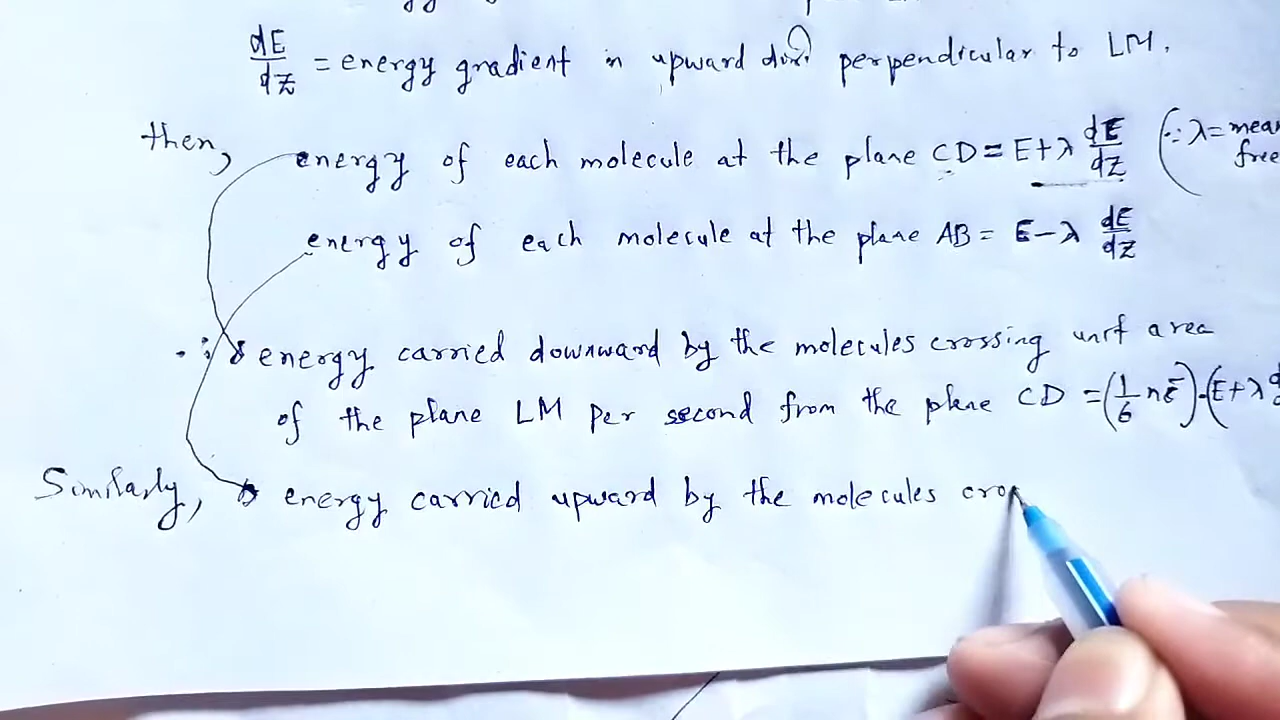 dE/dz = energy gradient in upward dirⁿ perpendicular to LM.
then, energy of each molecule at the plane CD = E+λ dE/dz (∵ λ = mean
free
energy of each molecule at the plane AB = E-λ dE/dz
∴ energy carried downward by the molecules crossing unit area
of the plane LM per second from the plane CD = (1/6 nc̄).(E+λ d
Similarly, energy carried upward by the molecules cro